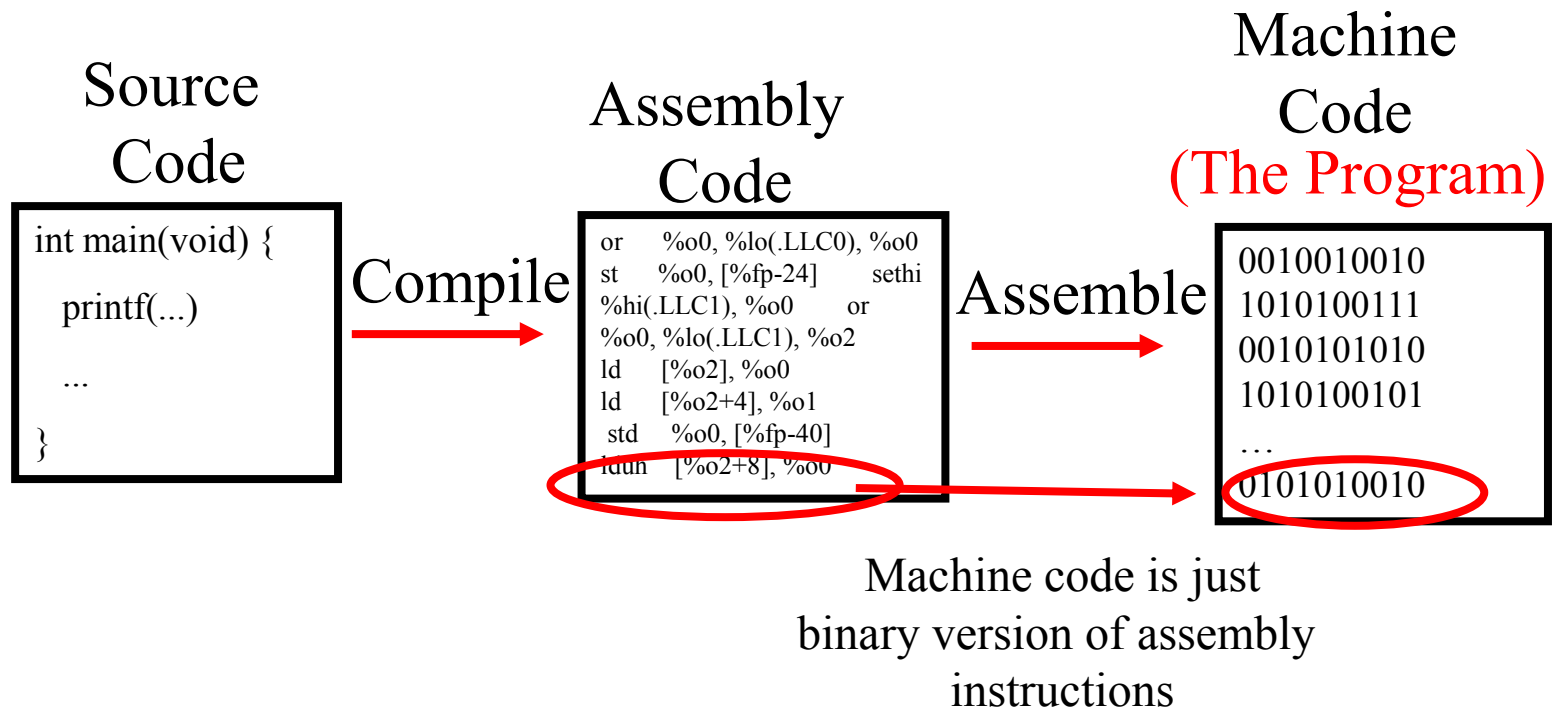 Source
Code
int main(void) {
printf(...)
...
}
Compile
Assembly
Code
or %o0, %lo(.LLC0), %o0
st %o0, [%fp-24] sethi
%hi(.LLC1), %o0 or
%o0, %lo(.LLC1), %o2
ld [%o2], %o0
ld [%o2+4], %o1
std %o0, [%fp-40]
lduh [%o2+8], %o0
Assemble
Machine
Code
(The Program)
0010010010
1010100111
0010101010
1010100101
…
0101010010
Machine code is just
binary version of assembly
instructions